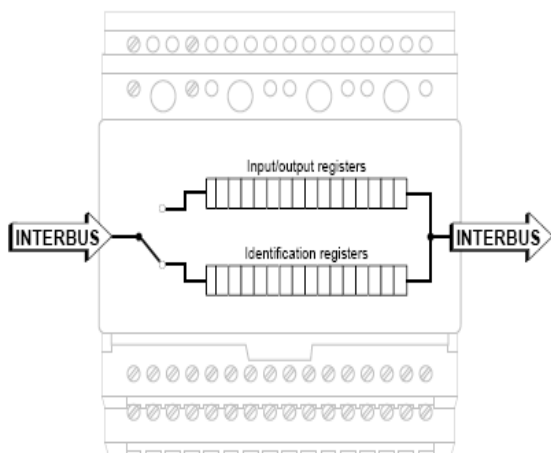 Input/output registers
INTERBUS
INTERBUS
Identification registers